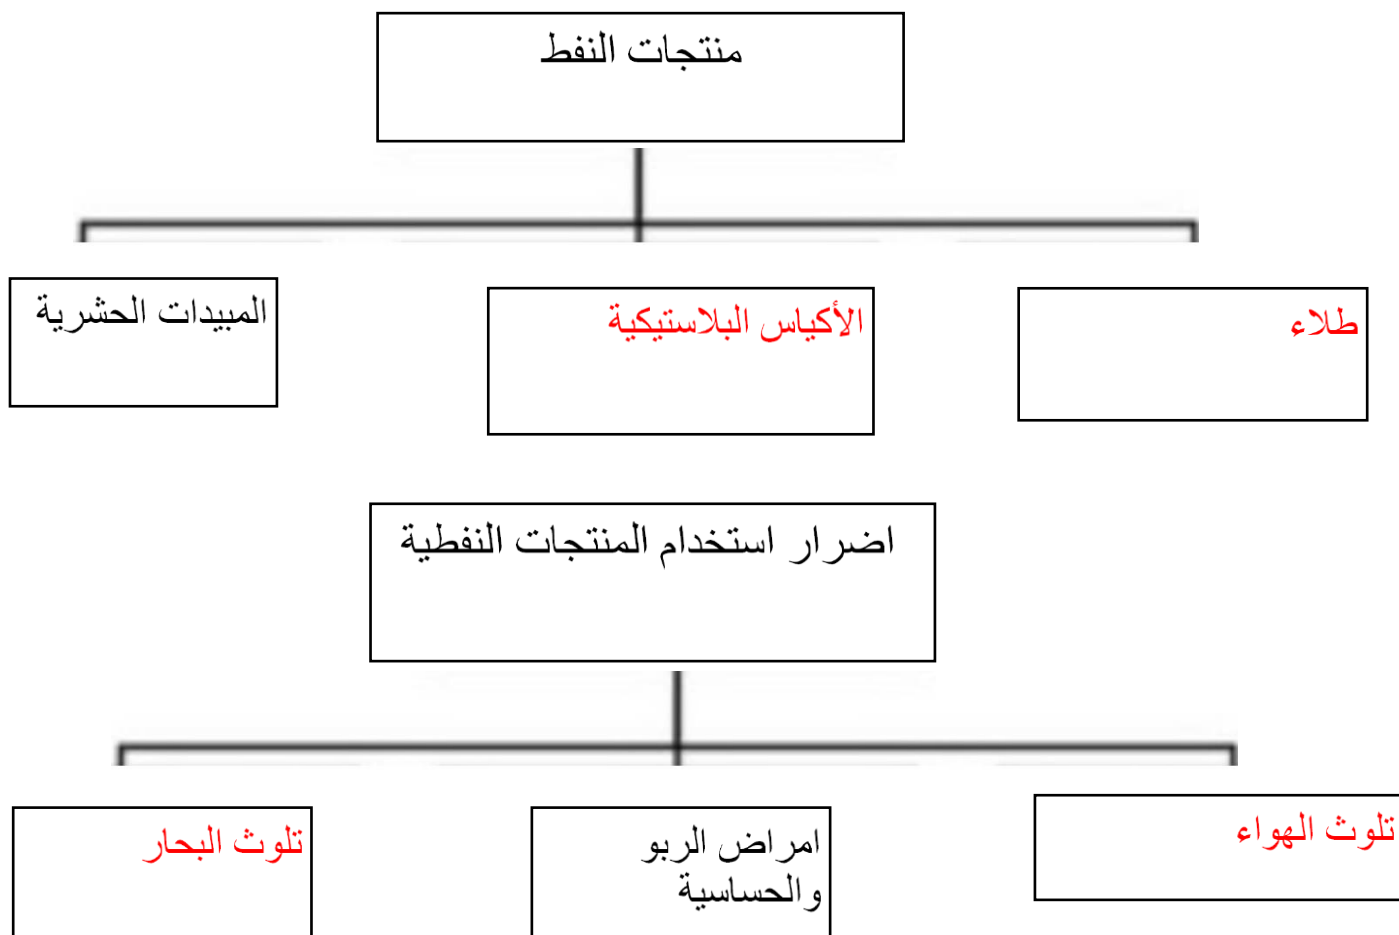 منتجات النفط
طلاء
الأكياس البلاستيكية
المبيدات الحشرية
اضرار استخدام المنتجات النفطية
تلوث الهواء
امراض الربو
والحساسية
تلوث البحار